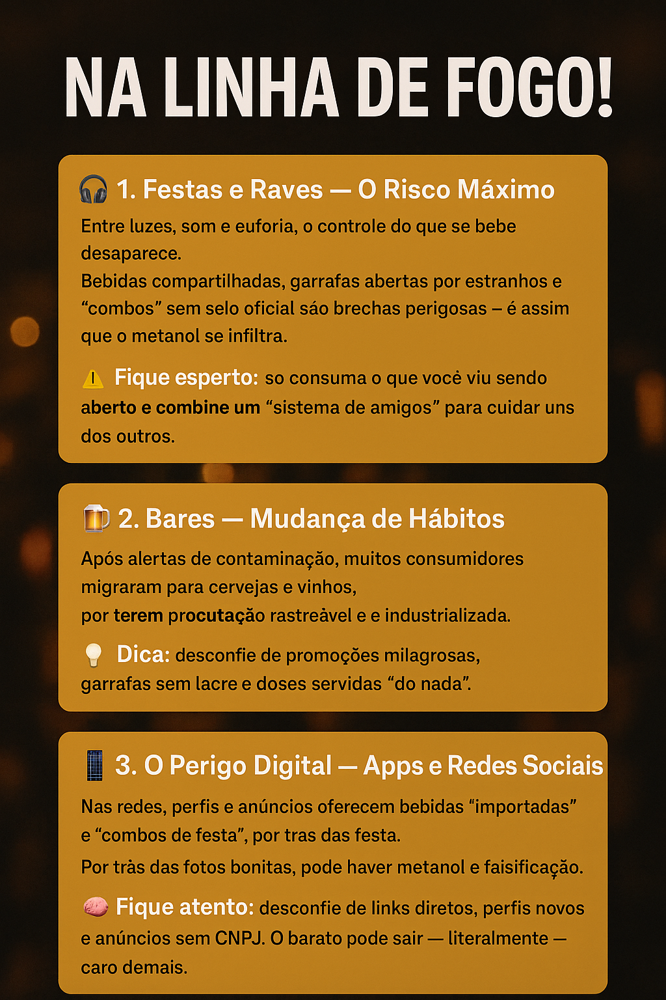 NA LINHA DE FOGO!
🎧 1. Festas e Raves — O Risco Máximo
Entre luzes, som e euforia, o controle do que se bebe
desaparece.
Bebidas compartilhadas, garrafas abertas por estranhos e
“combos” sem selo oficial sáo brechas perigosas – é assim
que o metanol se infiltra.
⚠️ Fique esperto: so consuma o que você viu sendo
aberto e combine um “sistema de amigos” para cuidar uns
dos outros.
🍺 2. Bares — Mudança de Hábitos
Após alertas de contaminação, muitos consumidores
migraram para cervejas e vinhos,
por terem procutação rastreàvel e e industrializada.
💡 Dica: desconfie de promoções milagrosas,
garrafas sem lacre e doses servidas “do nada”.
3. O Perigo Digital — Apps e Redes Sociais
Nas redes, perfis e anúncios oferecem bebidas “importadas”
e “combos de festa”, por tras das festa.
Por tràs das fotos bonitas, pode haver metanol e faisificação.
🧠 Fique atento: desconfie de links diretos, perfis novos
e anúncios sem CNPJ. O barato pode sair — literalmente —
caro demais.